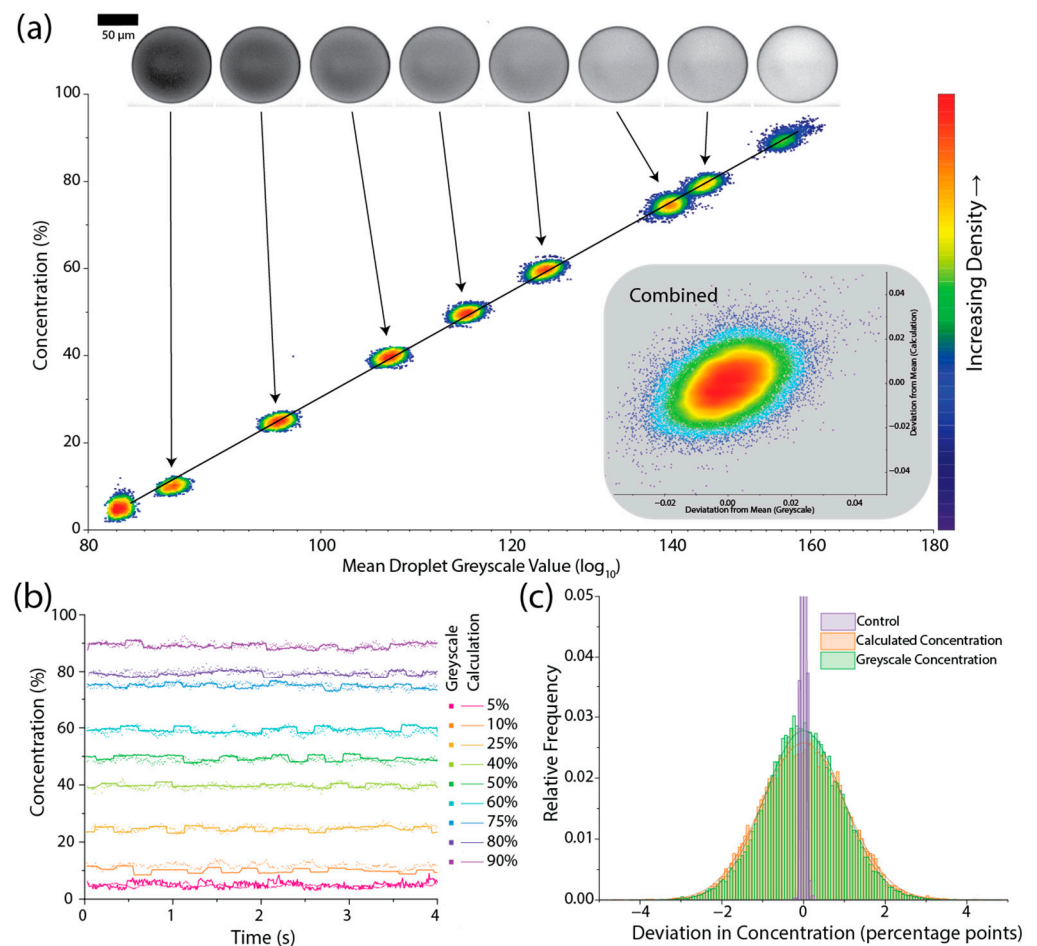 (a)
50 µm
100
80
60
40
20
0
Concentration (%)
80
100
120
140
160
180
Mean Droplet Greyscale Value (log10)
Combined
0.04
0.02
0.00
−0.02
−0.04
Deviation from Mean (Calculation)
−0.02
0.00
0.02
0.04
Deviatation from Mean (Greyscale)
Increasing Density →
(b)
100
80
60
40
20
0
Concentration (%)
0
1
2
3
4
Time (s)
Greyscale
Calculation
5%
10%
25%
40%
50%
60%
75%
80%
90%
(c)
0.05
0.04
0.03
0.02
0.01
0.00
Relative Frequency
Control
Calculated Concentration
Greyscale Concentration
−4
−2
0
2
4
Deviation in Concentration (percentage points)